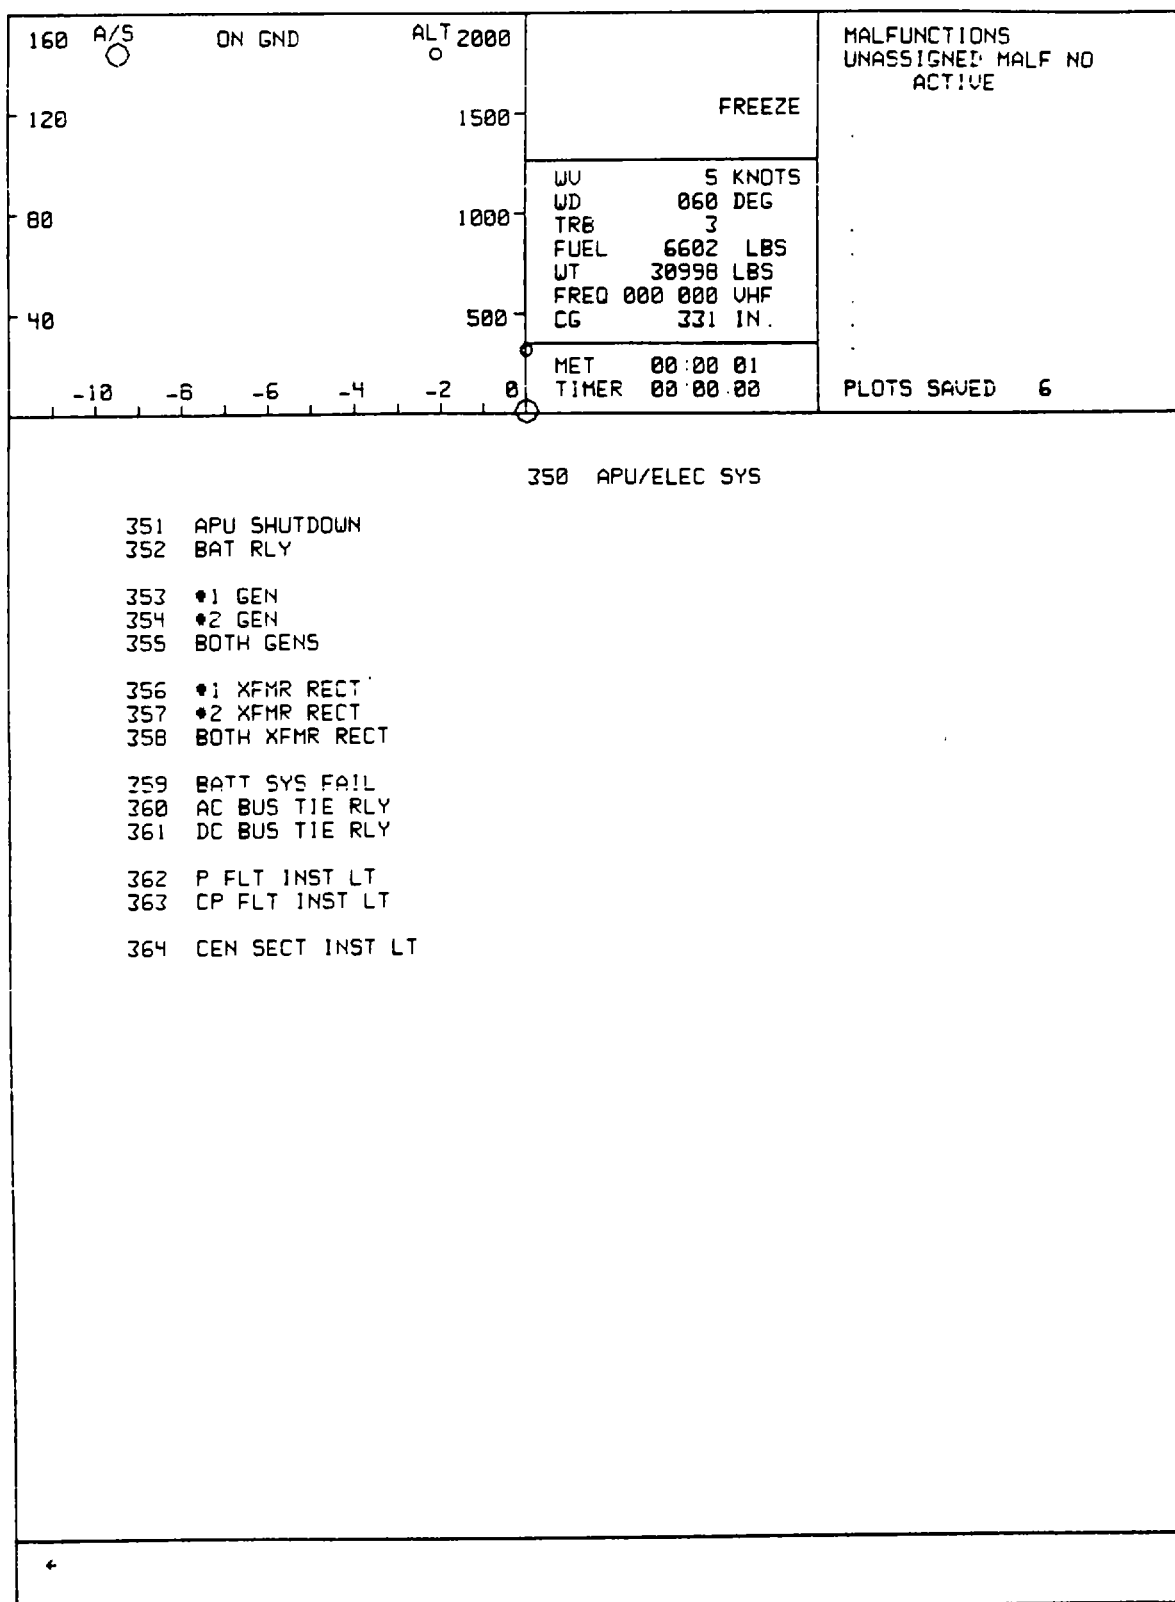 160 A/S ON GND ALT 2000
120 1500
80 1000
40 500
-10 -8 -6 -4 -2 0
FREEZE
WV 5 KNOTS
WD 060 DEG
TRB 3
FUEL 6602 LBS
WT 30998 LBS
FREQ 000 000 VHF
CG 331 IN.
MET 00:00 01
TIMER 00:00:00
MALFUNCTIONS
UNASSIGNED MALF NO
ACTIVE
PLOTS SAVED 6
350 APU/ELEC SYS
351 APU SHUTDOWN
352 BAT RLY
353 #1 GEN
354 #2 GEN
355 BOTH GENS
356 #1 XFMR RECT
357 #2 XFMR RECT
358 BOTH XFMR RECT
359 BATT SYS FAIL
360 AC BUS TIE RLY
361 DC BUS TIE RLY
362 P FLT INST LT
363 CP FLT INST LT
364 CEN SECT INST LT
←